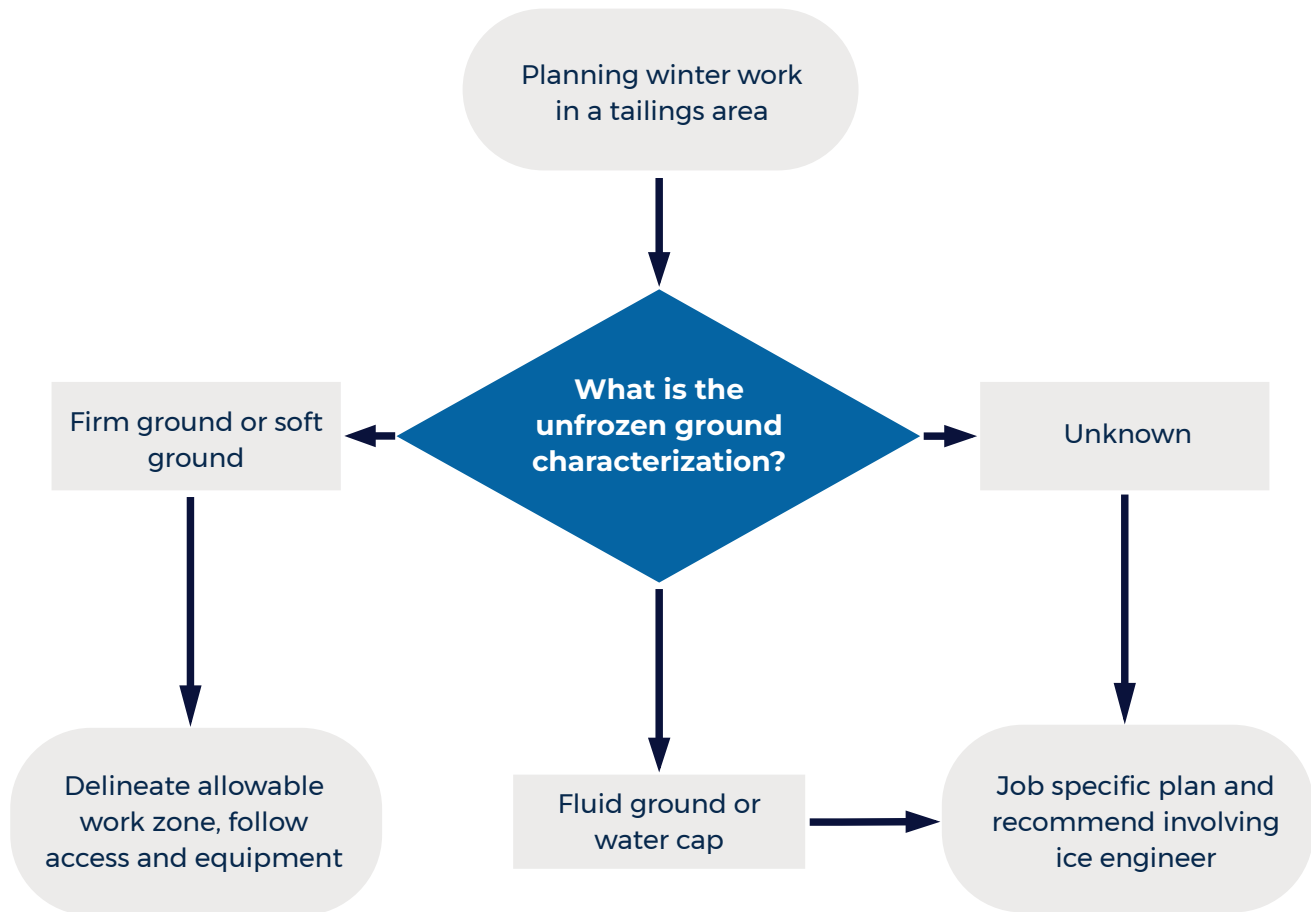 Planning winter work
in a tailings area
What is the
unfrozen ground
characterization?
Firm ground or soft
ground
Unknown
Delineate allowable
work zone, follow
access and equipment
Fluid ground or
water cap
Job specific plan and
recommend involving
ice engineer